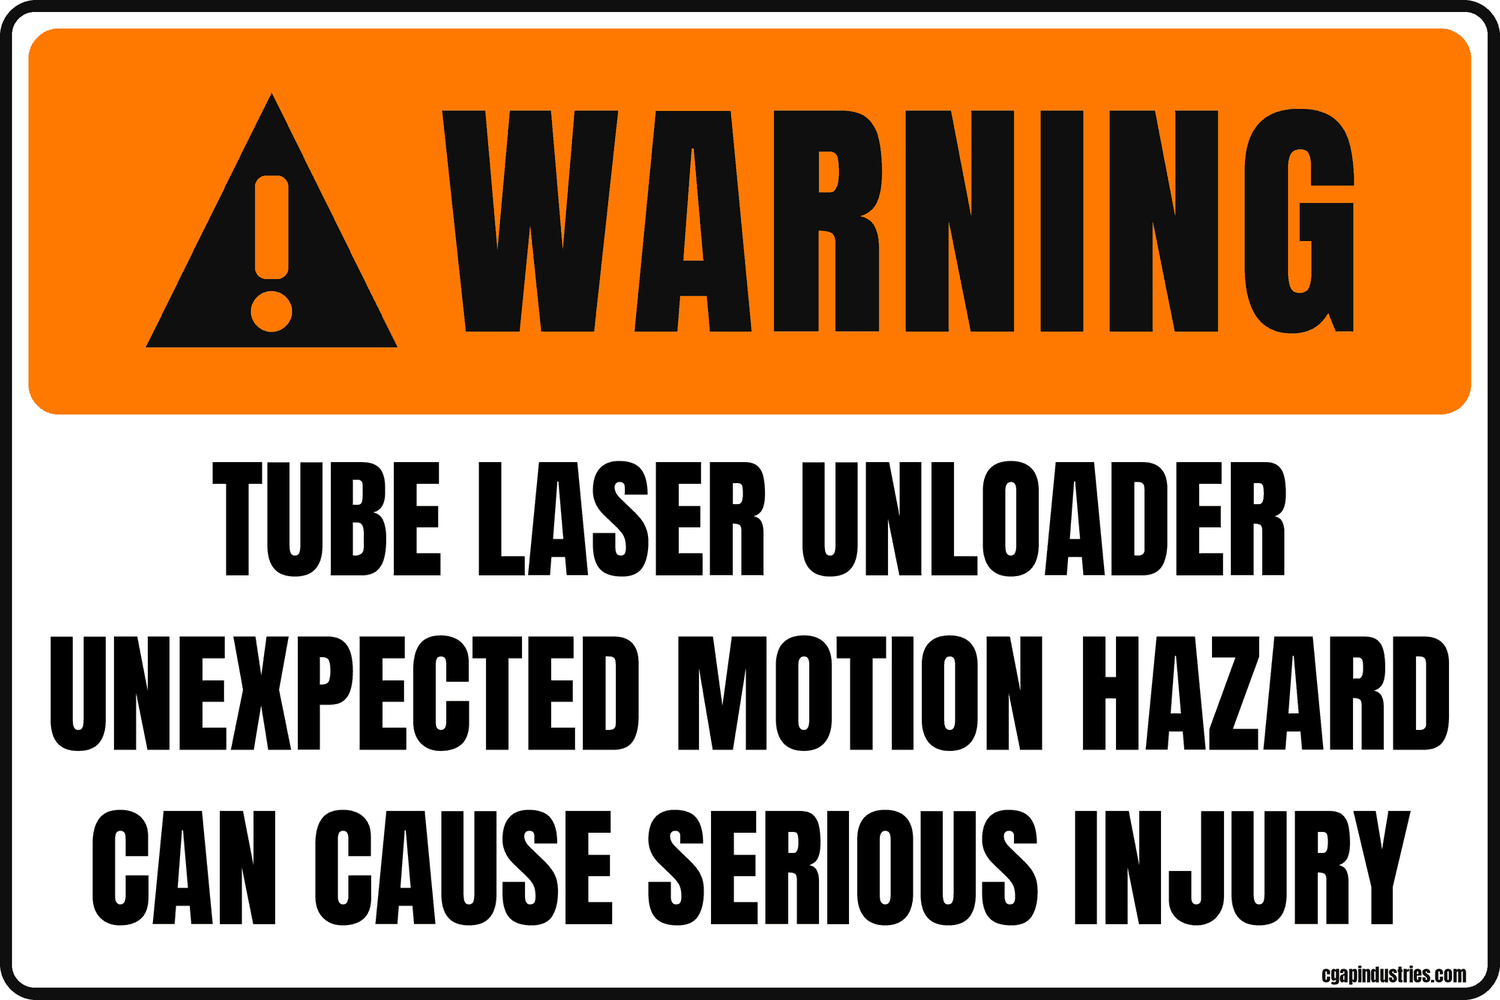 WARNING
TUBE LASER UNLOADER
UNEXPECTED MOTION HAZARD
CAN CAUSE SERIOUS INJURY
cgapindustries.com